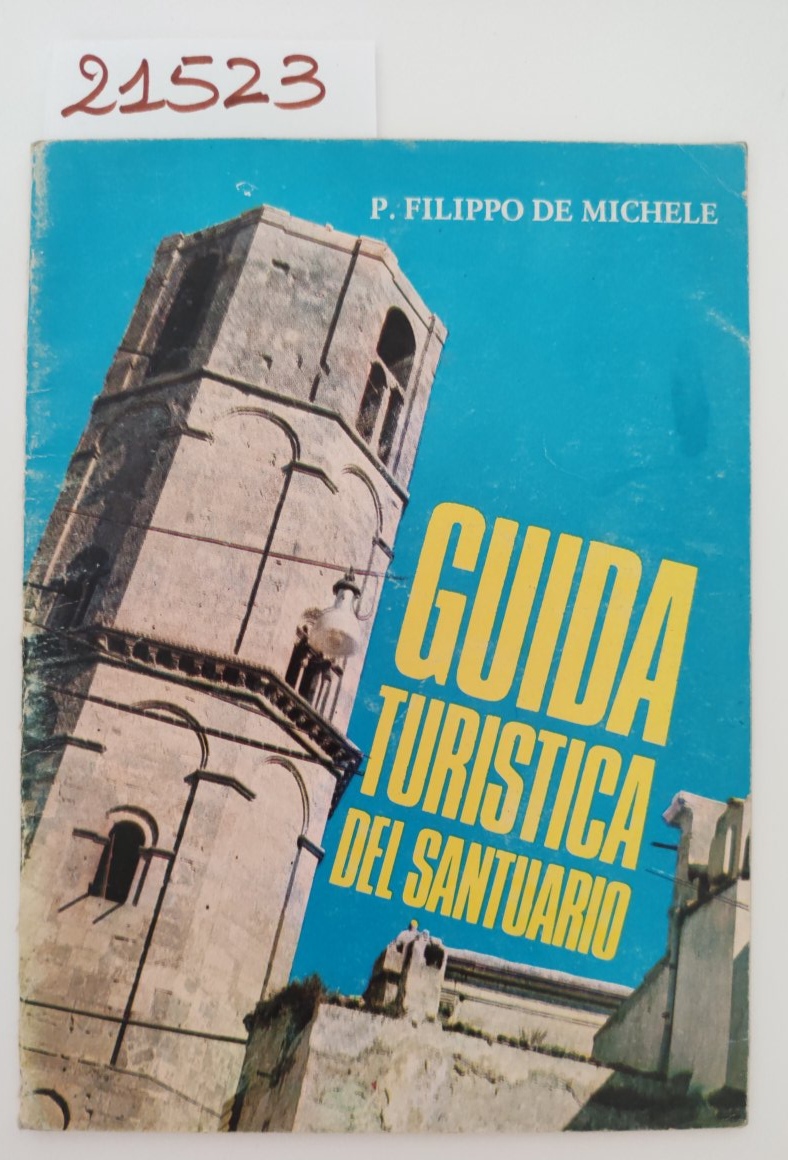 21523
P. FILIPPO DE MICHELE
GUIDA
TURISTICA
DEL SANTUARIO